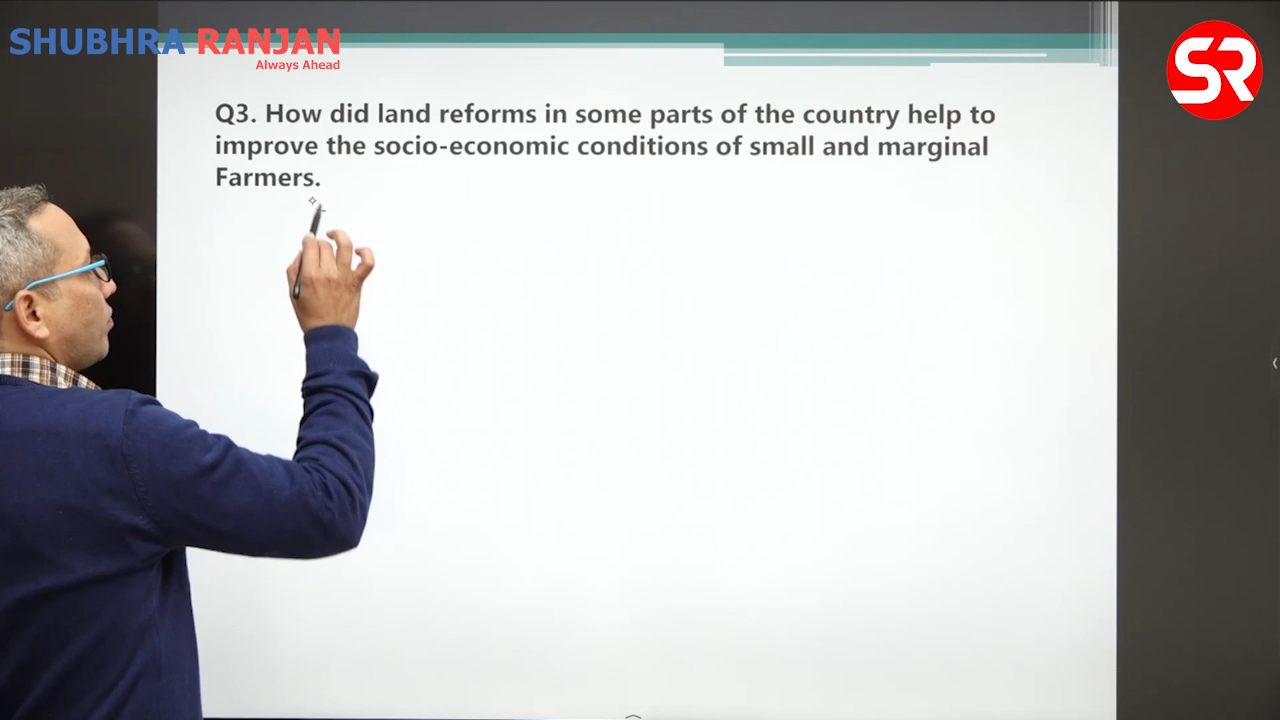 SHUBHRA RANJAN
Always Ahead
SR
Q3. How did land reforms in some parts of the country help to
improve the socio-economic conditions of small and marginal
Farmers.